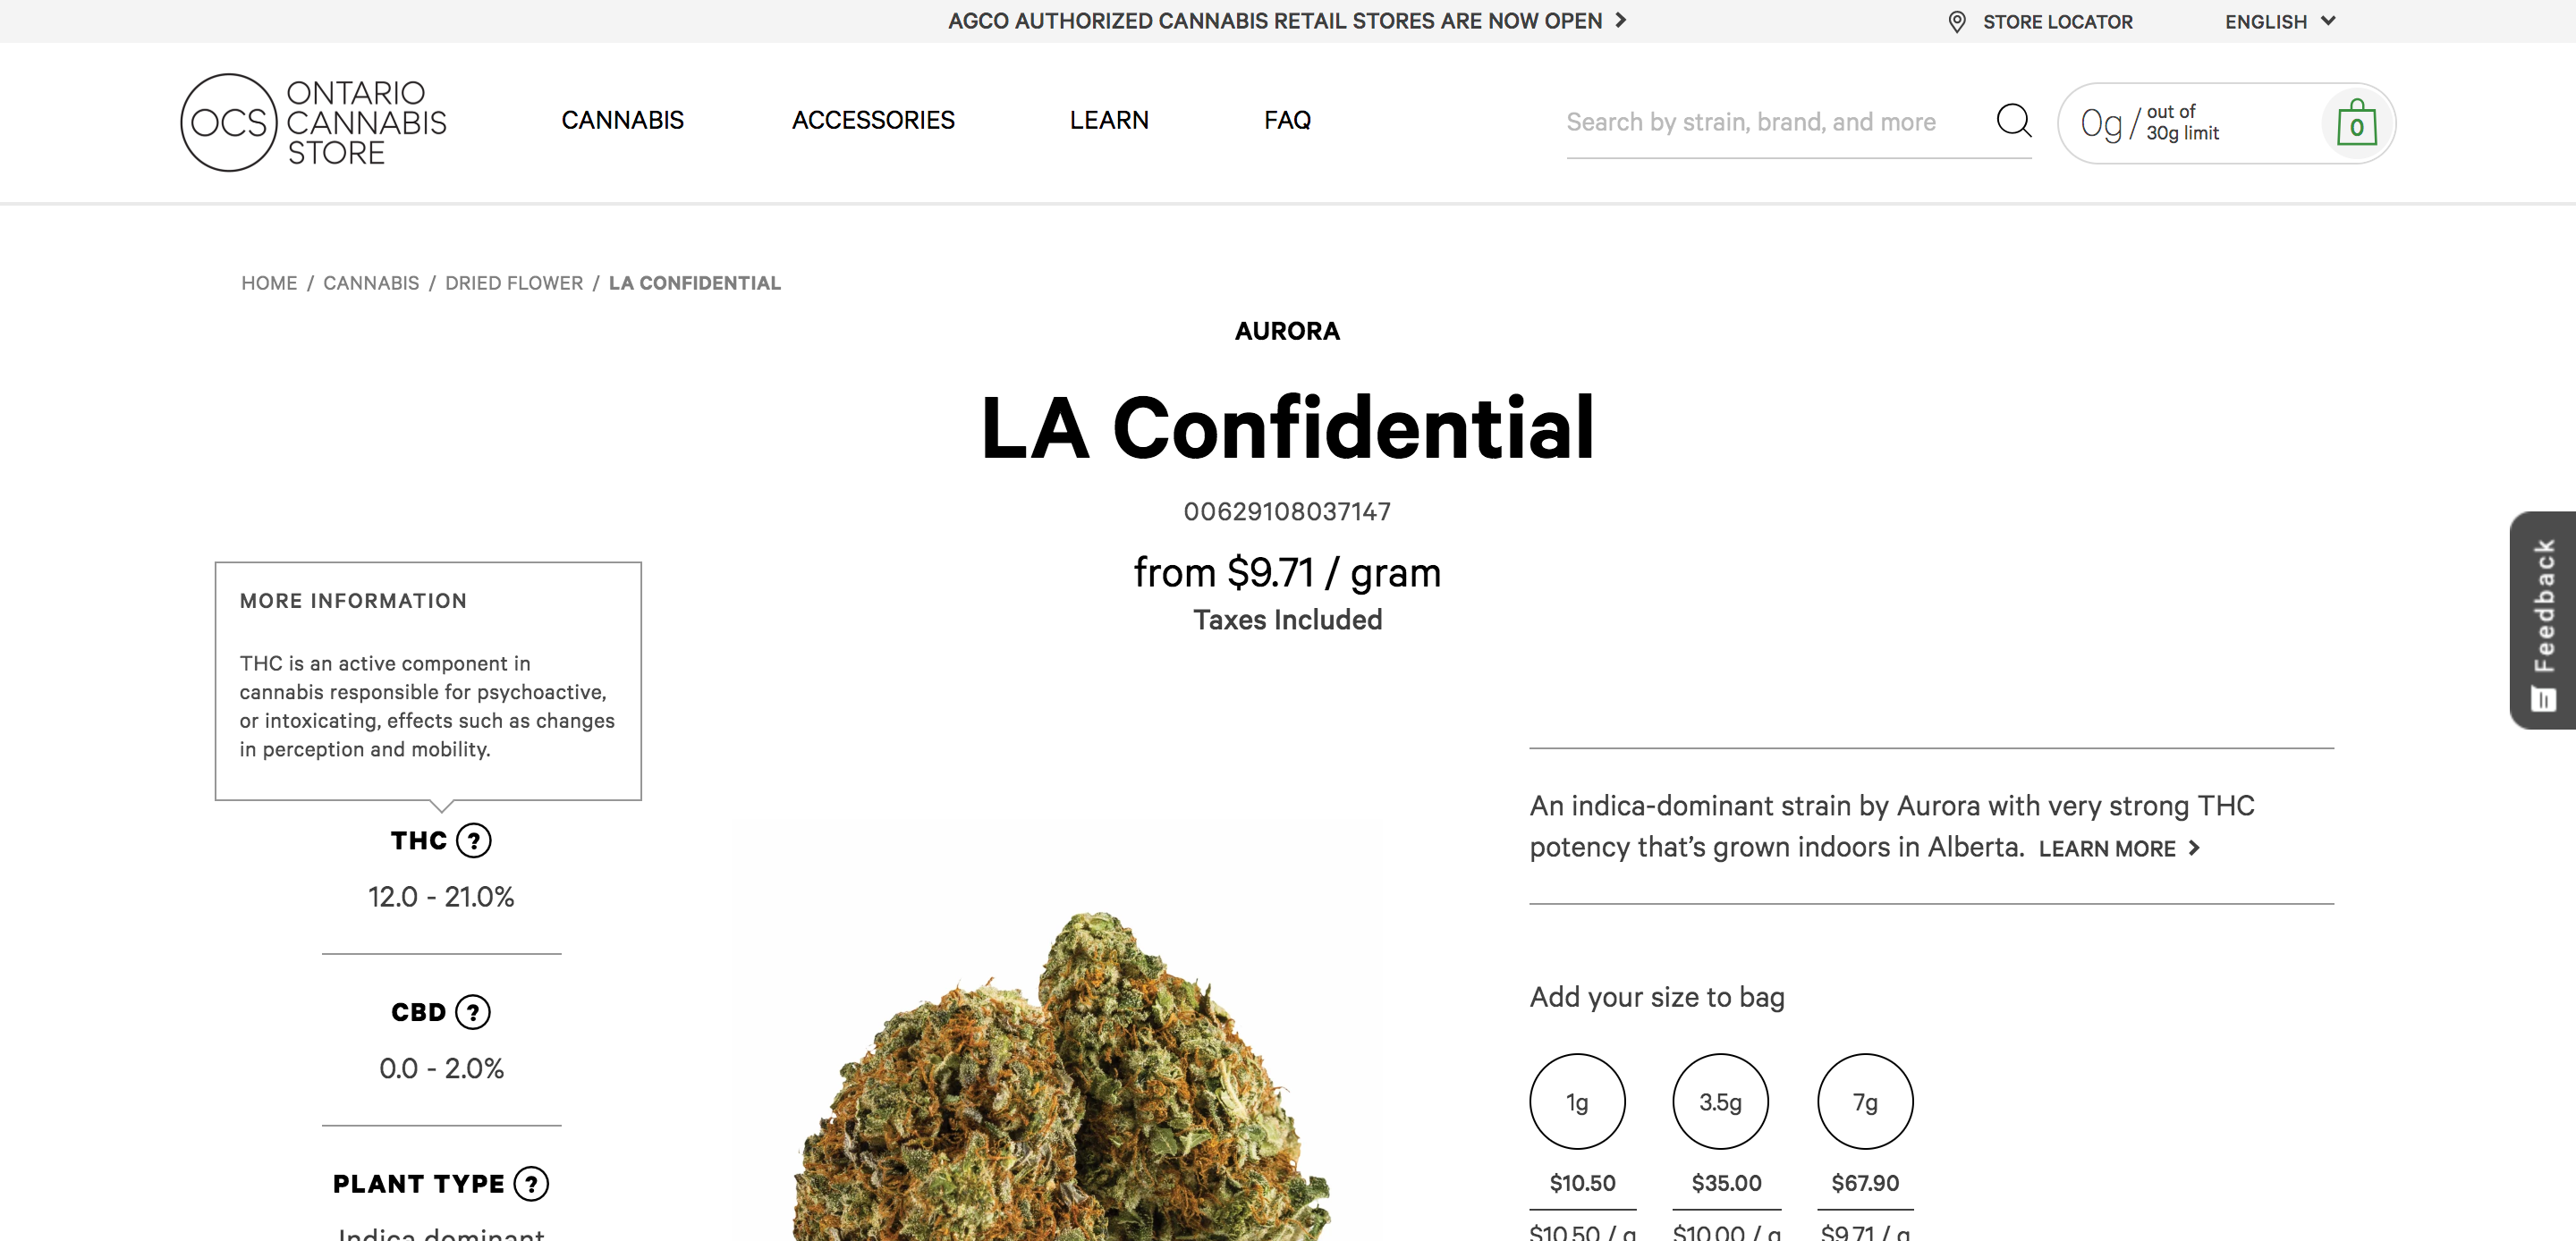 AGCO AUTHORIZED CANNABIS RETAIL STORES ARE NOW OPEN
STORE LOCATOR
ENGLISH
OCS
ONTARIO
CANNABIS
STORE
CANNABIS
ACCESSORIES
LEARN
FAQ
Search by strain, brand, and more
0g / out of
30g limit
0
HOME / CANNABIS / DRIED FLOWER / LA CONFIDENTIAL
AURORA
LA Confidential
00629108037147
from $9.71 / gram
Taxes Included
Feedback
MORE INFORMATION
THC is an active component in
cannabis responsible for psychoactive,
or intoxicating, effects such as changes
in perception and mobility.
THC ?
12.0 - 21.0%
CBD ?
0.0 - 2.0%
PLANT TYPE ?
Indica dominant
An indica-dominant strain by Aurora with very strong THC
potency that’s grown indoors in Alberta. LEARN MORE
Add your size to bag
1g
3.5g
7g
$10.50
$35.00
$67.90
$10.50 / g
$10.00 / g
$9.71 / g